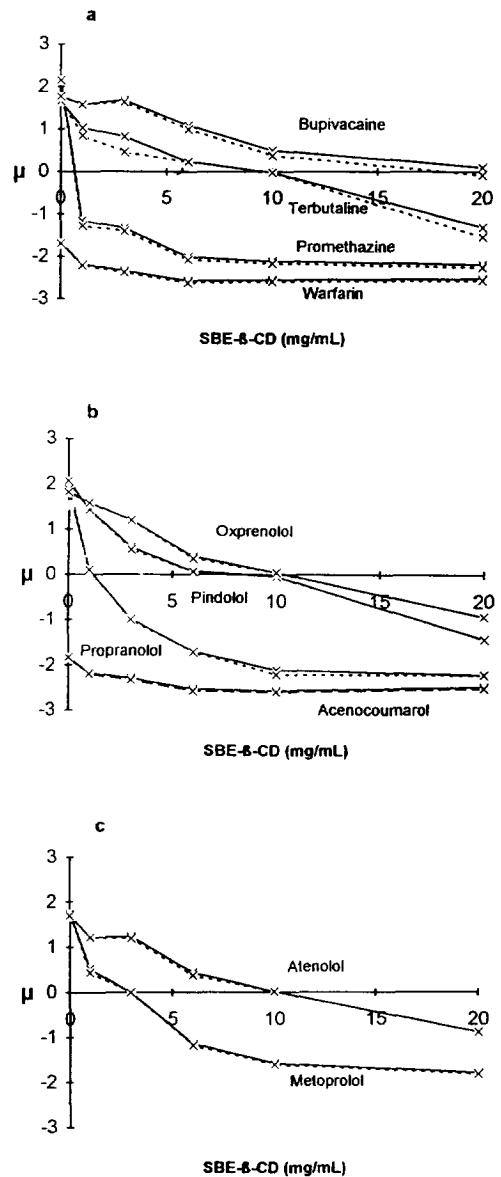 a
3
2
1
μ 0
0 5 10 15 20
-1
-2
-3
Bupivacaine
Terbutaline
Promethazine
Warfarin
SBE-ß-CD (mg/mL)
b
3
2
1
μ 0
0 5 10 15 20
-1
-2
-3
Oxprenolol
Pindolol
Propranolol
Acenocoumarol
SBE-ß-CD (mg/mL)
c
3
2
1
μ 0
0 5 10 15 20
-1
-2
-3
Atenolol
Metoprolol
SBE-ß-CD (mg/mL)